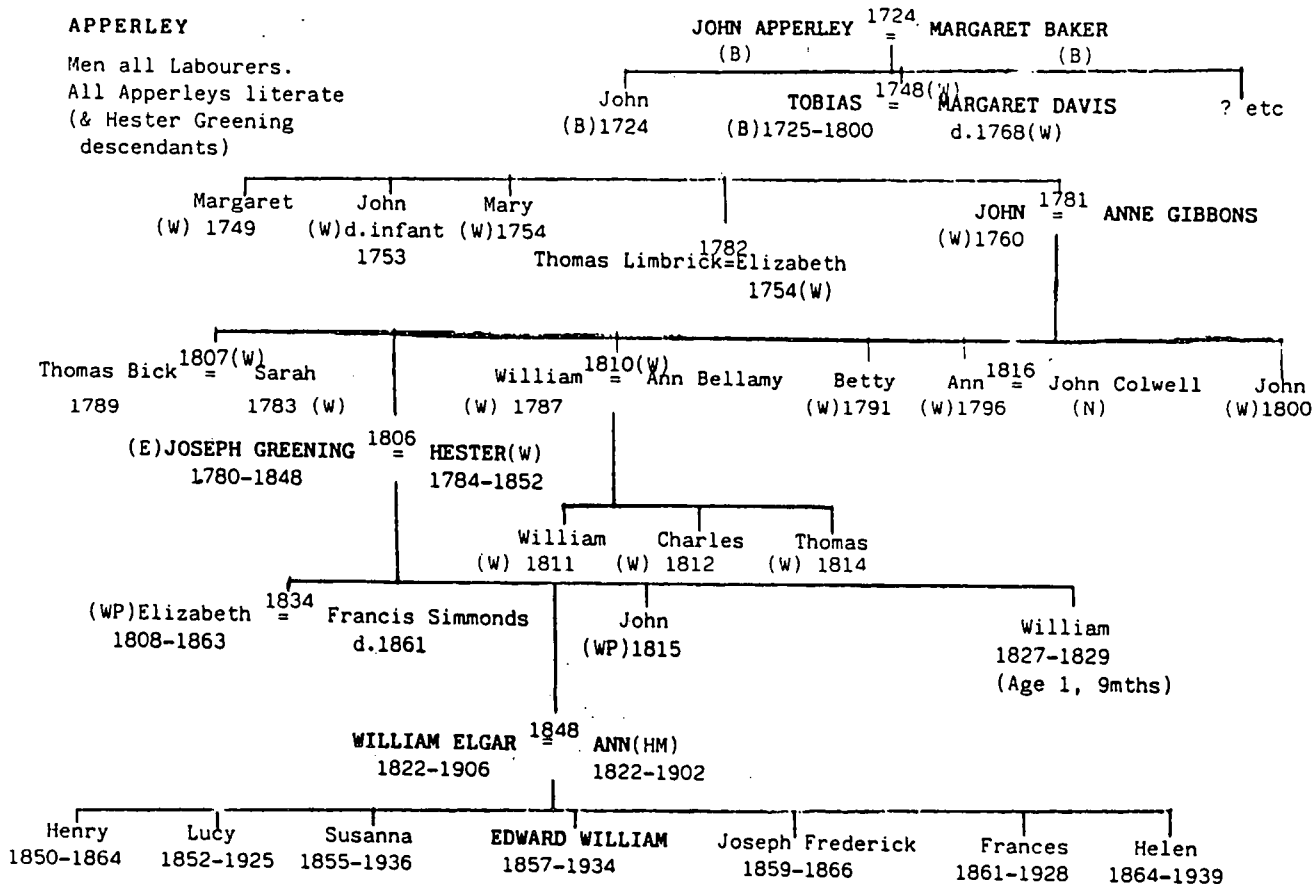 APPERLEY
Men all Labourers.
All Apperleys literate
(& Hester Greening
descendants)
JOHN APPERLEY 1724 = MARGARET BAKER
(B) (B)
John TOBIAS 1748(W) = MARGARET DAVIS ? etc
(B)1724 (B)1725-1800 d.1768(W)
Margaret John Mary JOHN 1781 = ANNE GIBBONS
(W) 1749 (W)d.infant (W)1754 (W)1760
1753
Thomas Limbrick 1782 = Elizabeth
1754(W)
Thomas Bick 1807(W) = Sarah William 1810(W) = Ann Bellamy Betty Ann 1816 = John Colwell John
1789 1783 (W) (W) 1787 (W)1791 (W)1796 (N) (W)1800
(E)JOSEPH GREENING 1806 = HESTER(W)
1780-1848 1784-1852
William Charles Thomas
(W) 1811 (W) 1812 (W) 1814
(WP)Elizabeth 1834 = Francis Simmonds John William
1808-1863 d.1861 (WP)1815 1827-1829
(Age 1, 9mths)
WILLIAM ELGAR 1848 = ANN(HM)
1822-1906 1822-1902
Henry Lucy Susanna EDWARD WILLIAM Joseph Frederick Frances Helen
1850-1864 1852-1925 1855-1936 1857-1934 1859-1866 1861-1928 1864-1939